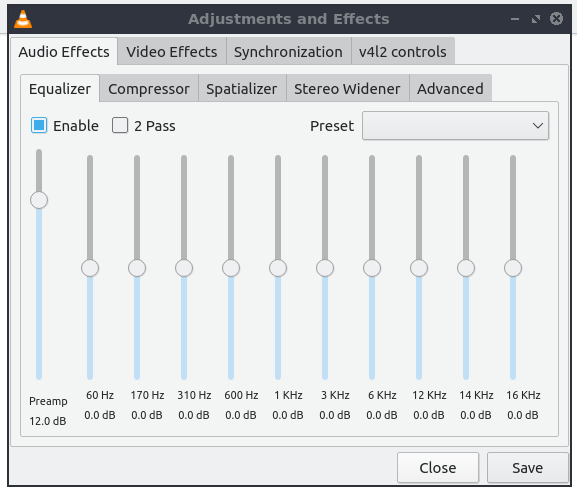 Adjustments and Effects
Audio Effects Video Effects Synchronization v4l2 controls
Equalizer Compressor Spatializer Stereo Widener Advanced
Enable 2 Pass Preset
60 Hz 170 Hz 310 Hz 600 Hz 1 KHz 3 KHz 6 KHz 12 KHz 14 KHz 16 KHz
Preamp
0.0 dB 0.0 dB 0.0 dB 0.0 dB 0.0 dB 0.0 dB 0.0 dB 0.0 dB 0.0 dB 0.0 dB
12.0 dB
Close Save